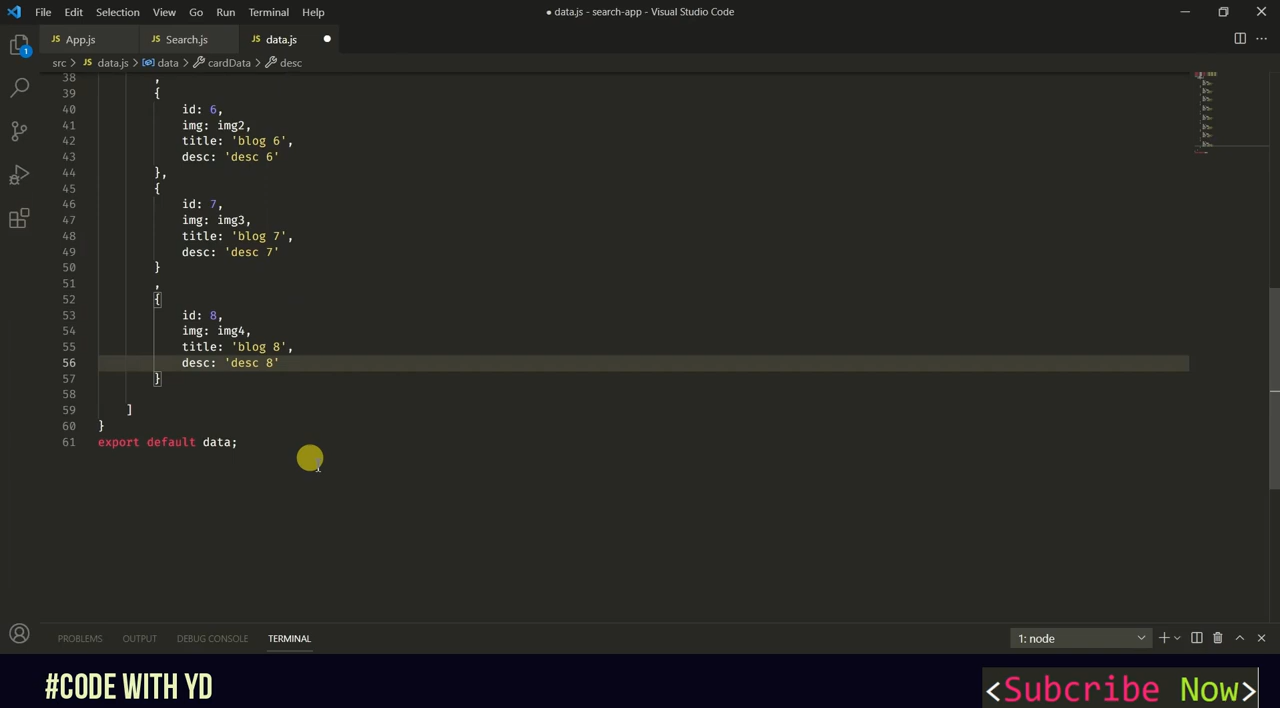 File Edit Selection View Go Run Terminal Help
● data.js - search-app - Visual Studio Code
JS App.js JS Search.js JS data.js
src > JS data.js > data > cardData > desc
38 ,
39 {
40 id: 6,
41 img: img2,
42 title: 'blog 6',
43 desc: 'desc 6'
44 },
45 {
46 id: 7,
47 img: img3,
48 title: 'blog 7',
49 desc: 'desc 7'
50 }
51 ,
52 {
53 id: 8,
54 img: img4,
55 title: 'blog 8',
56 desc: 'desc 8'
57 }
58
59 ]
60 }
61 export default data;
1
PROBLEMS OUTPUT DEBUG CONSOLE TERMINAL 1: node
#CODE WITH YD
<Subcribe Now>